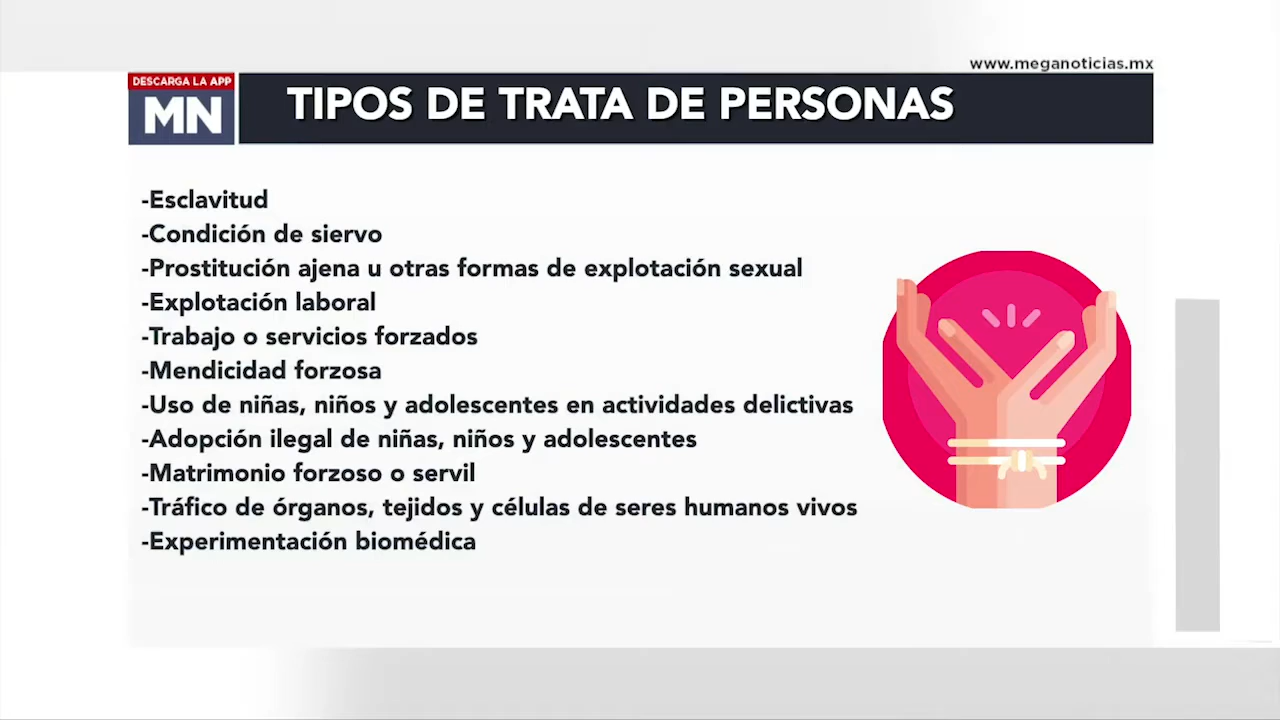 www.meganoticias.mx
DESCARGA LA APP
MN
TIPOS DE TRATA DE PERSONAS
-Esclavitud
-Condición de siervo
-Prostitución ajena u otras formas de explotación sexual
-Explotación laboral
-Trabajo o servicios forzados
-Mendicidad forzosa
-Uso de niñas, niños y adolescentes en actividades delictivas
-Adopción ilegal de niñas, niños y adolescentes
-Matrimonio forzoso o servil
-Tráfico de órganos, tejidos y células de seres humanos vivos
-Experimentación biomédica